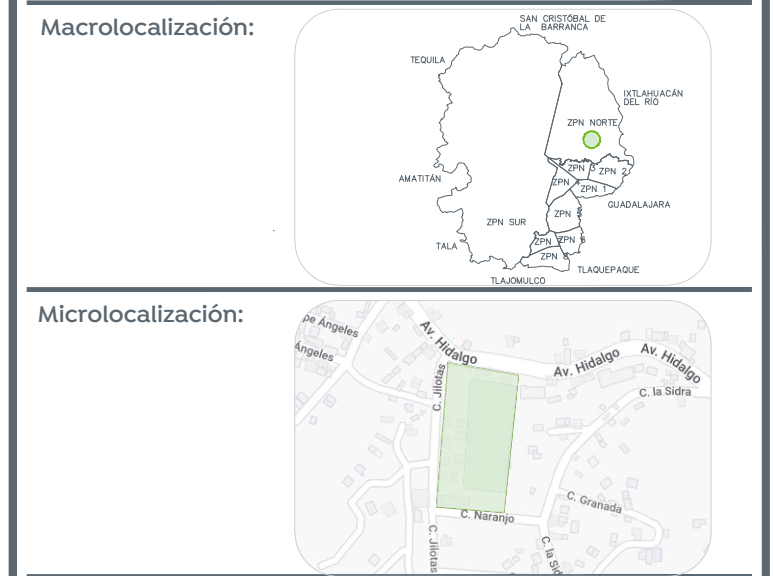 Macrolocalización:
SAN CRISTÓBAL DE
LA BARRANCA
TEQUILA
IXTLAHUACÁN
DEL RÍO
ZPN NORTE
ZPN 3
ZPN 2
AMATITÁN
ZPN 4
ZPN 1
GUADALAJARA
ZPN 5
ZPN SUR
ZPN
ZPN 6
TALA
ZPN 8
TLAQUEPAQUE
TLAJOMULCO
Microlocalización:
pe Ángeles
Ángeles
Av. Hidalgo
Av. Hidalgo
Av. Hidalgo
C. Jilotas
C. la Sidra
C. Granada
C. Naranjo
C. Jilotas
C. la Sid